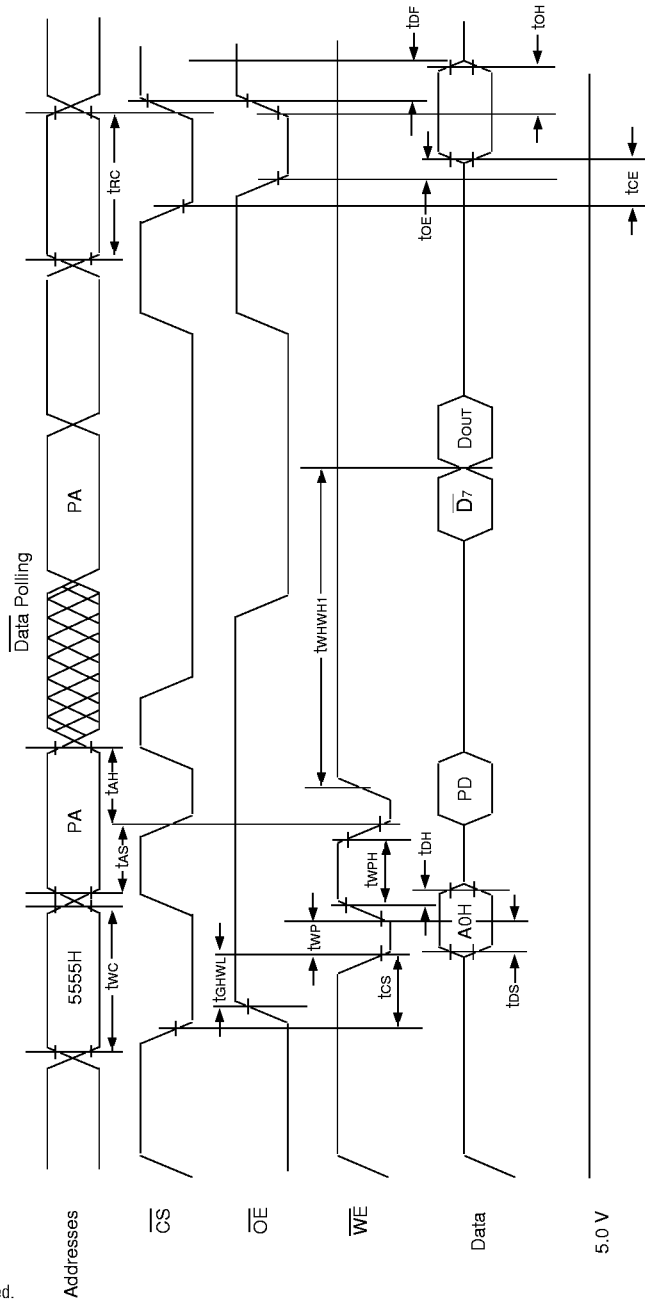 Data Polling
Addresses
5555H
PA
PA
tWC
tAS
tAH
tRC
CS
OE
tGHWL
WE
tCS
tWP
tWPH
tWHWH1
Data
A0H
PD
D7
DOUT
tDS
tDH
tOE
tDF
tOH
tCE
5.0 V
ed.